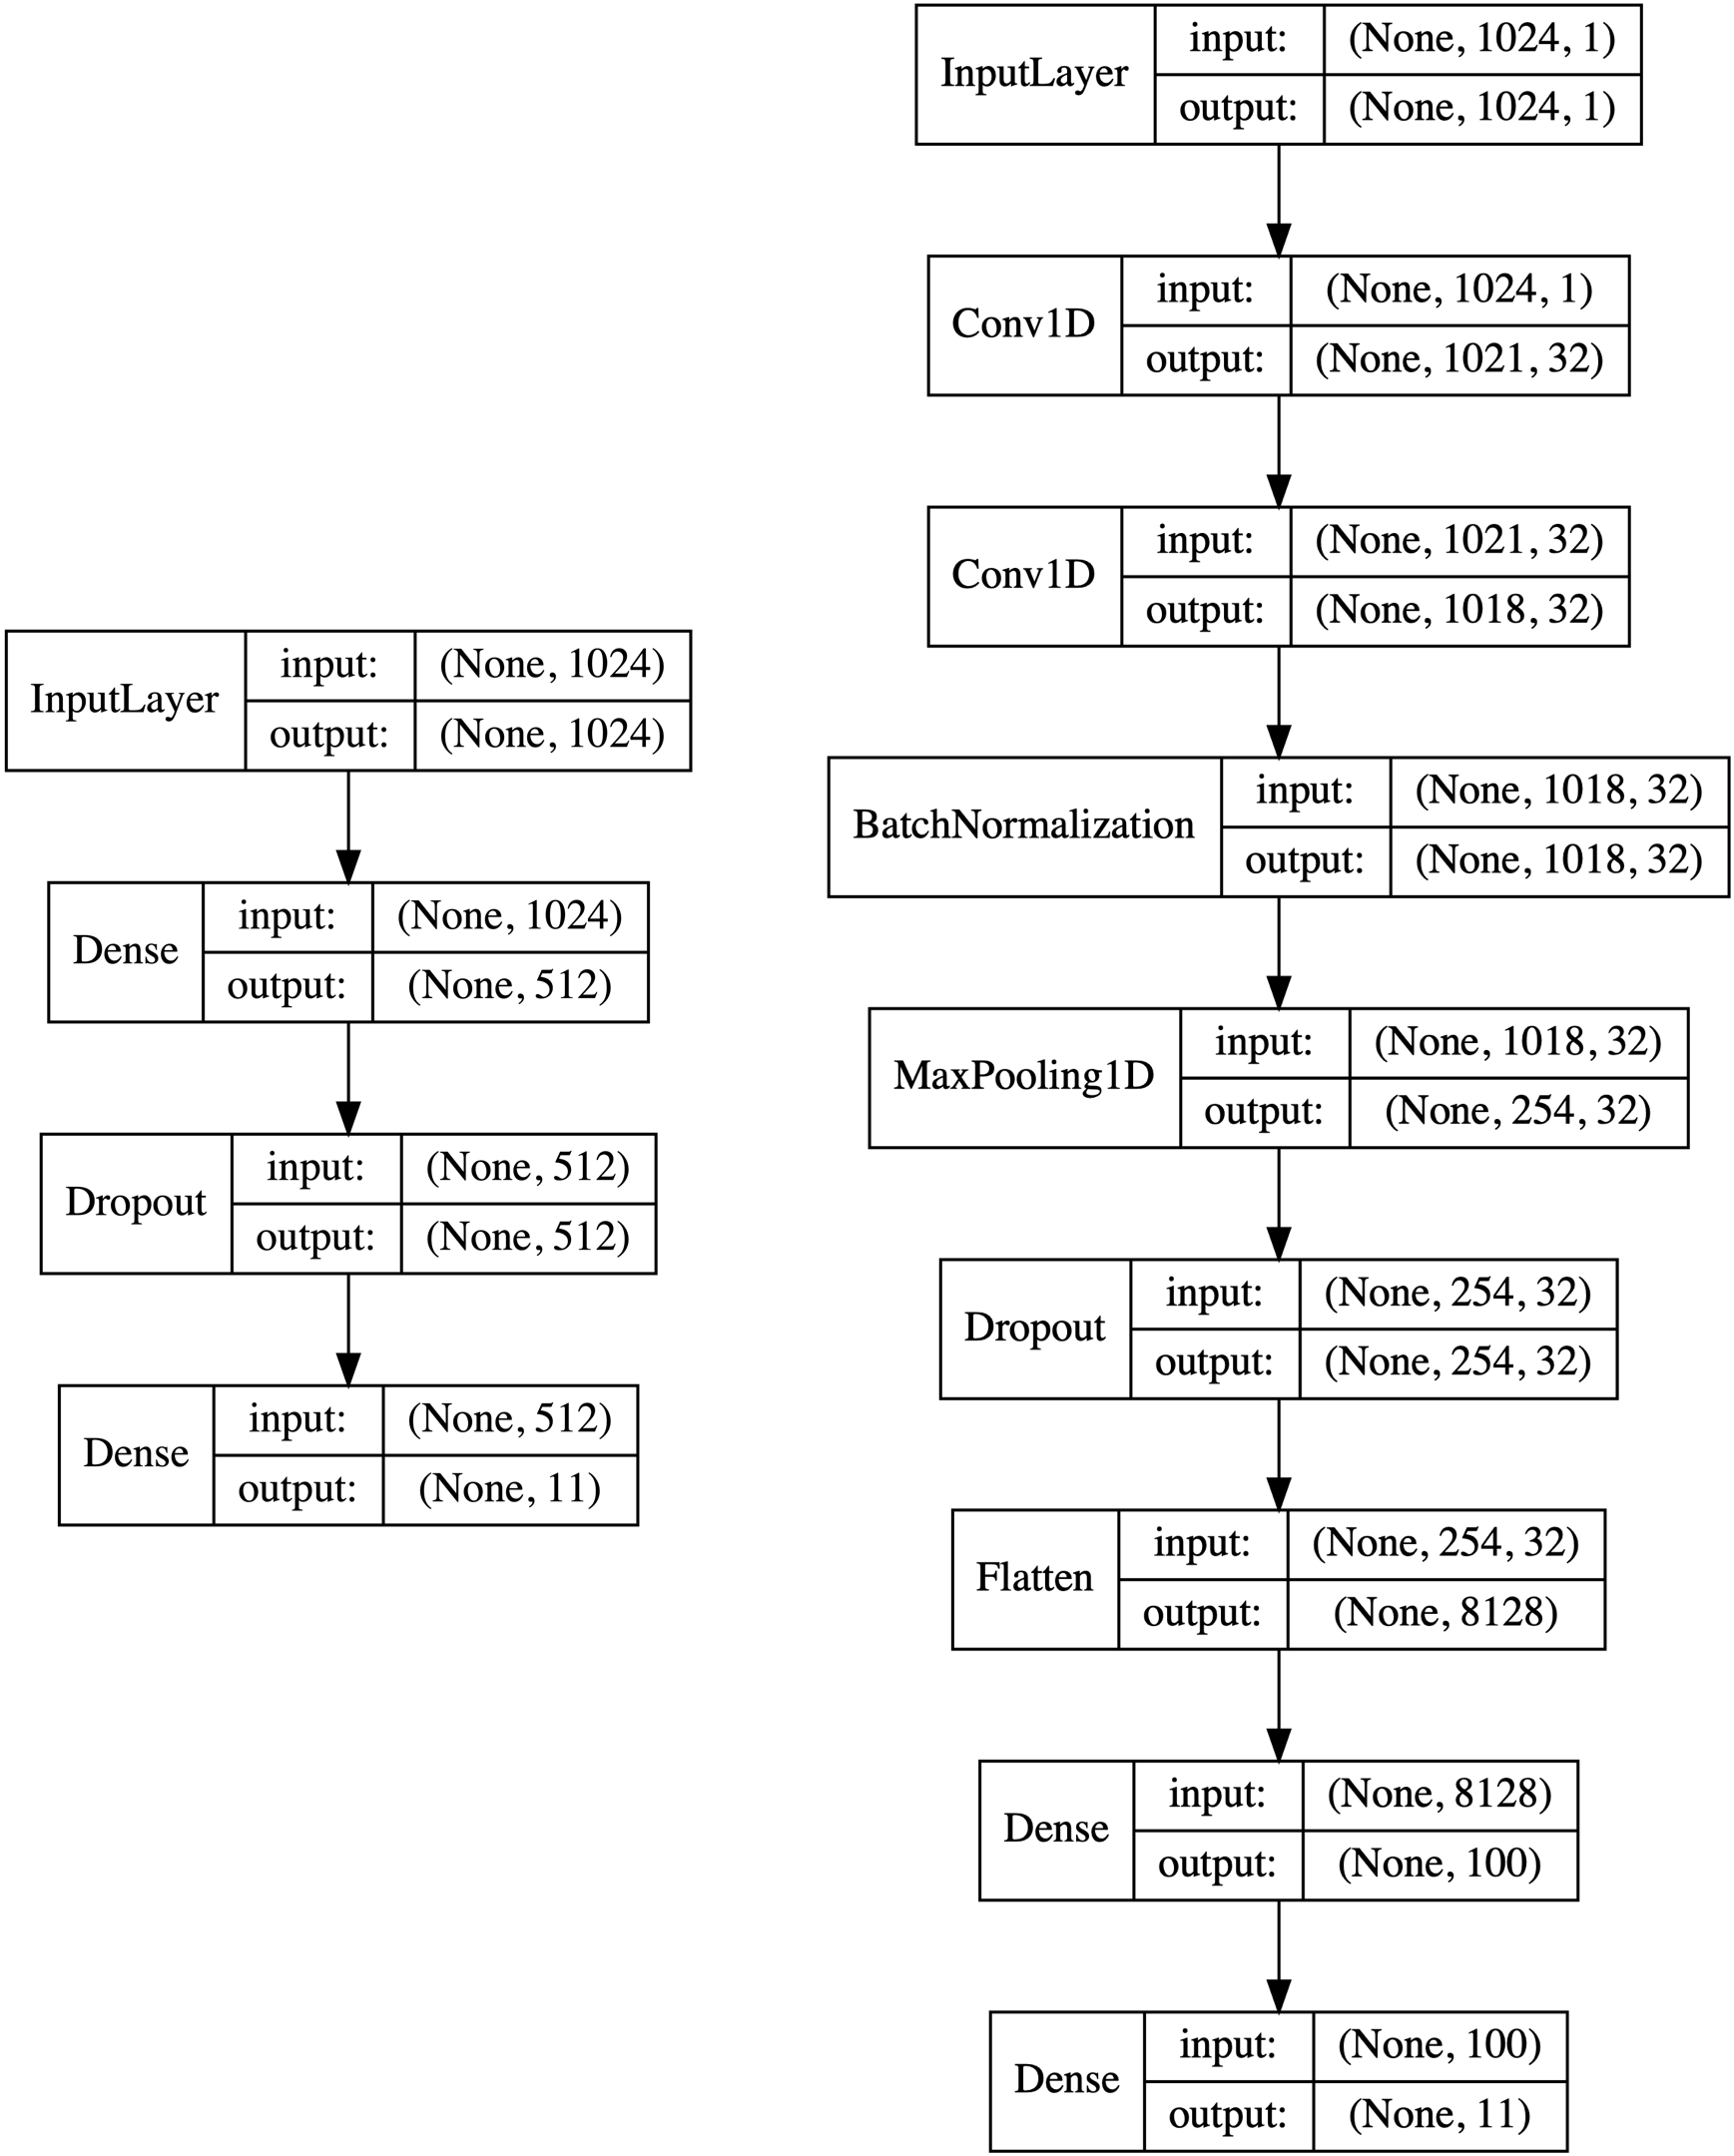 InputLayer
input:
(None, 1024)
output:
(None, 1024)
Dense
input:
(None, 1024)
output:
(None, 512)
Dropout
input:
(None, 512)
output:
(None, 512)
Dense
input:
(None, 512)
output:
(None, 11)
InputLayer
input:
(None, 1024, 1)
output:
(None, 1024, 1)
Conv1D
input:
(None, 1024, 1)
output:
(None, 1021, 32)
Conv1D
input:
(None, 1021, 32)
output:
(None, 1018, 32)
BatchNormalization
input:
(None, 1018, 32)
output:
(None, 1018, 32)
MaxPooling1D
input:
(None, 1018, 32)
output:
(None, 254, 32)
Dropout
input:
(None, 254, 32)
output:
(None, 254, 32)
Flatten
input:
(None, 254, 32)
output:
(None, 8128)
Dense
input:
(None, 8128)
output:
(None, 100)
Dense
input:
(None, 100)
output:
(None, 11)